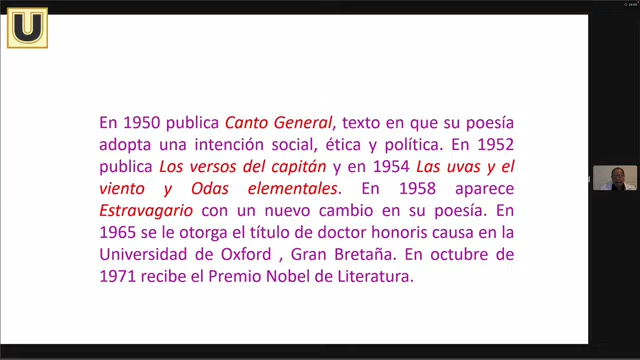 U
En 1950 publica Canto General, texto en que su poesía
adopta una intención social, ética y política. En 1952
publica Los versos del capitán y en 1954 Las uvas y el
viento y Odas elementales. En 1958 aparece
Estravagario con un nuevo cambio en su poesía. En
1965 se le otorga el título de doctor honoris causa en la
Universidad de Oxford , Gran Bretaña. En octubre de
1971 recibe el Premio Nobel de Literatura.